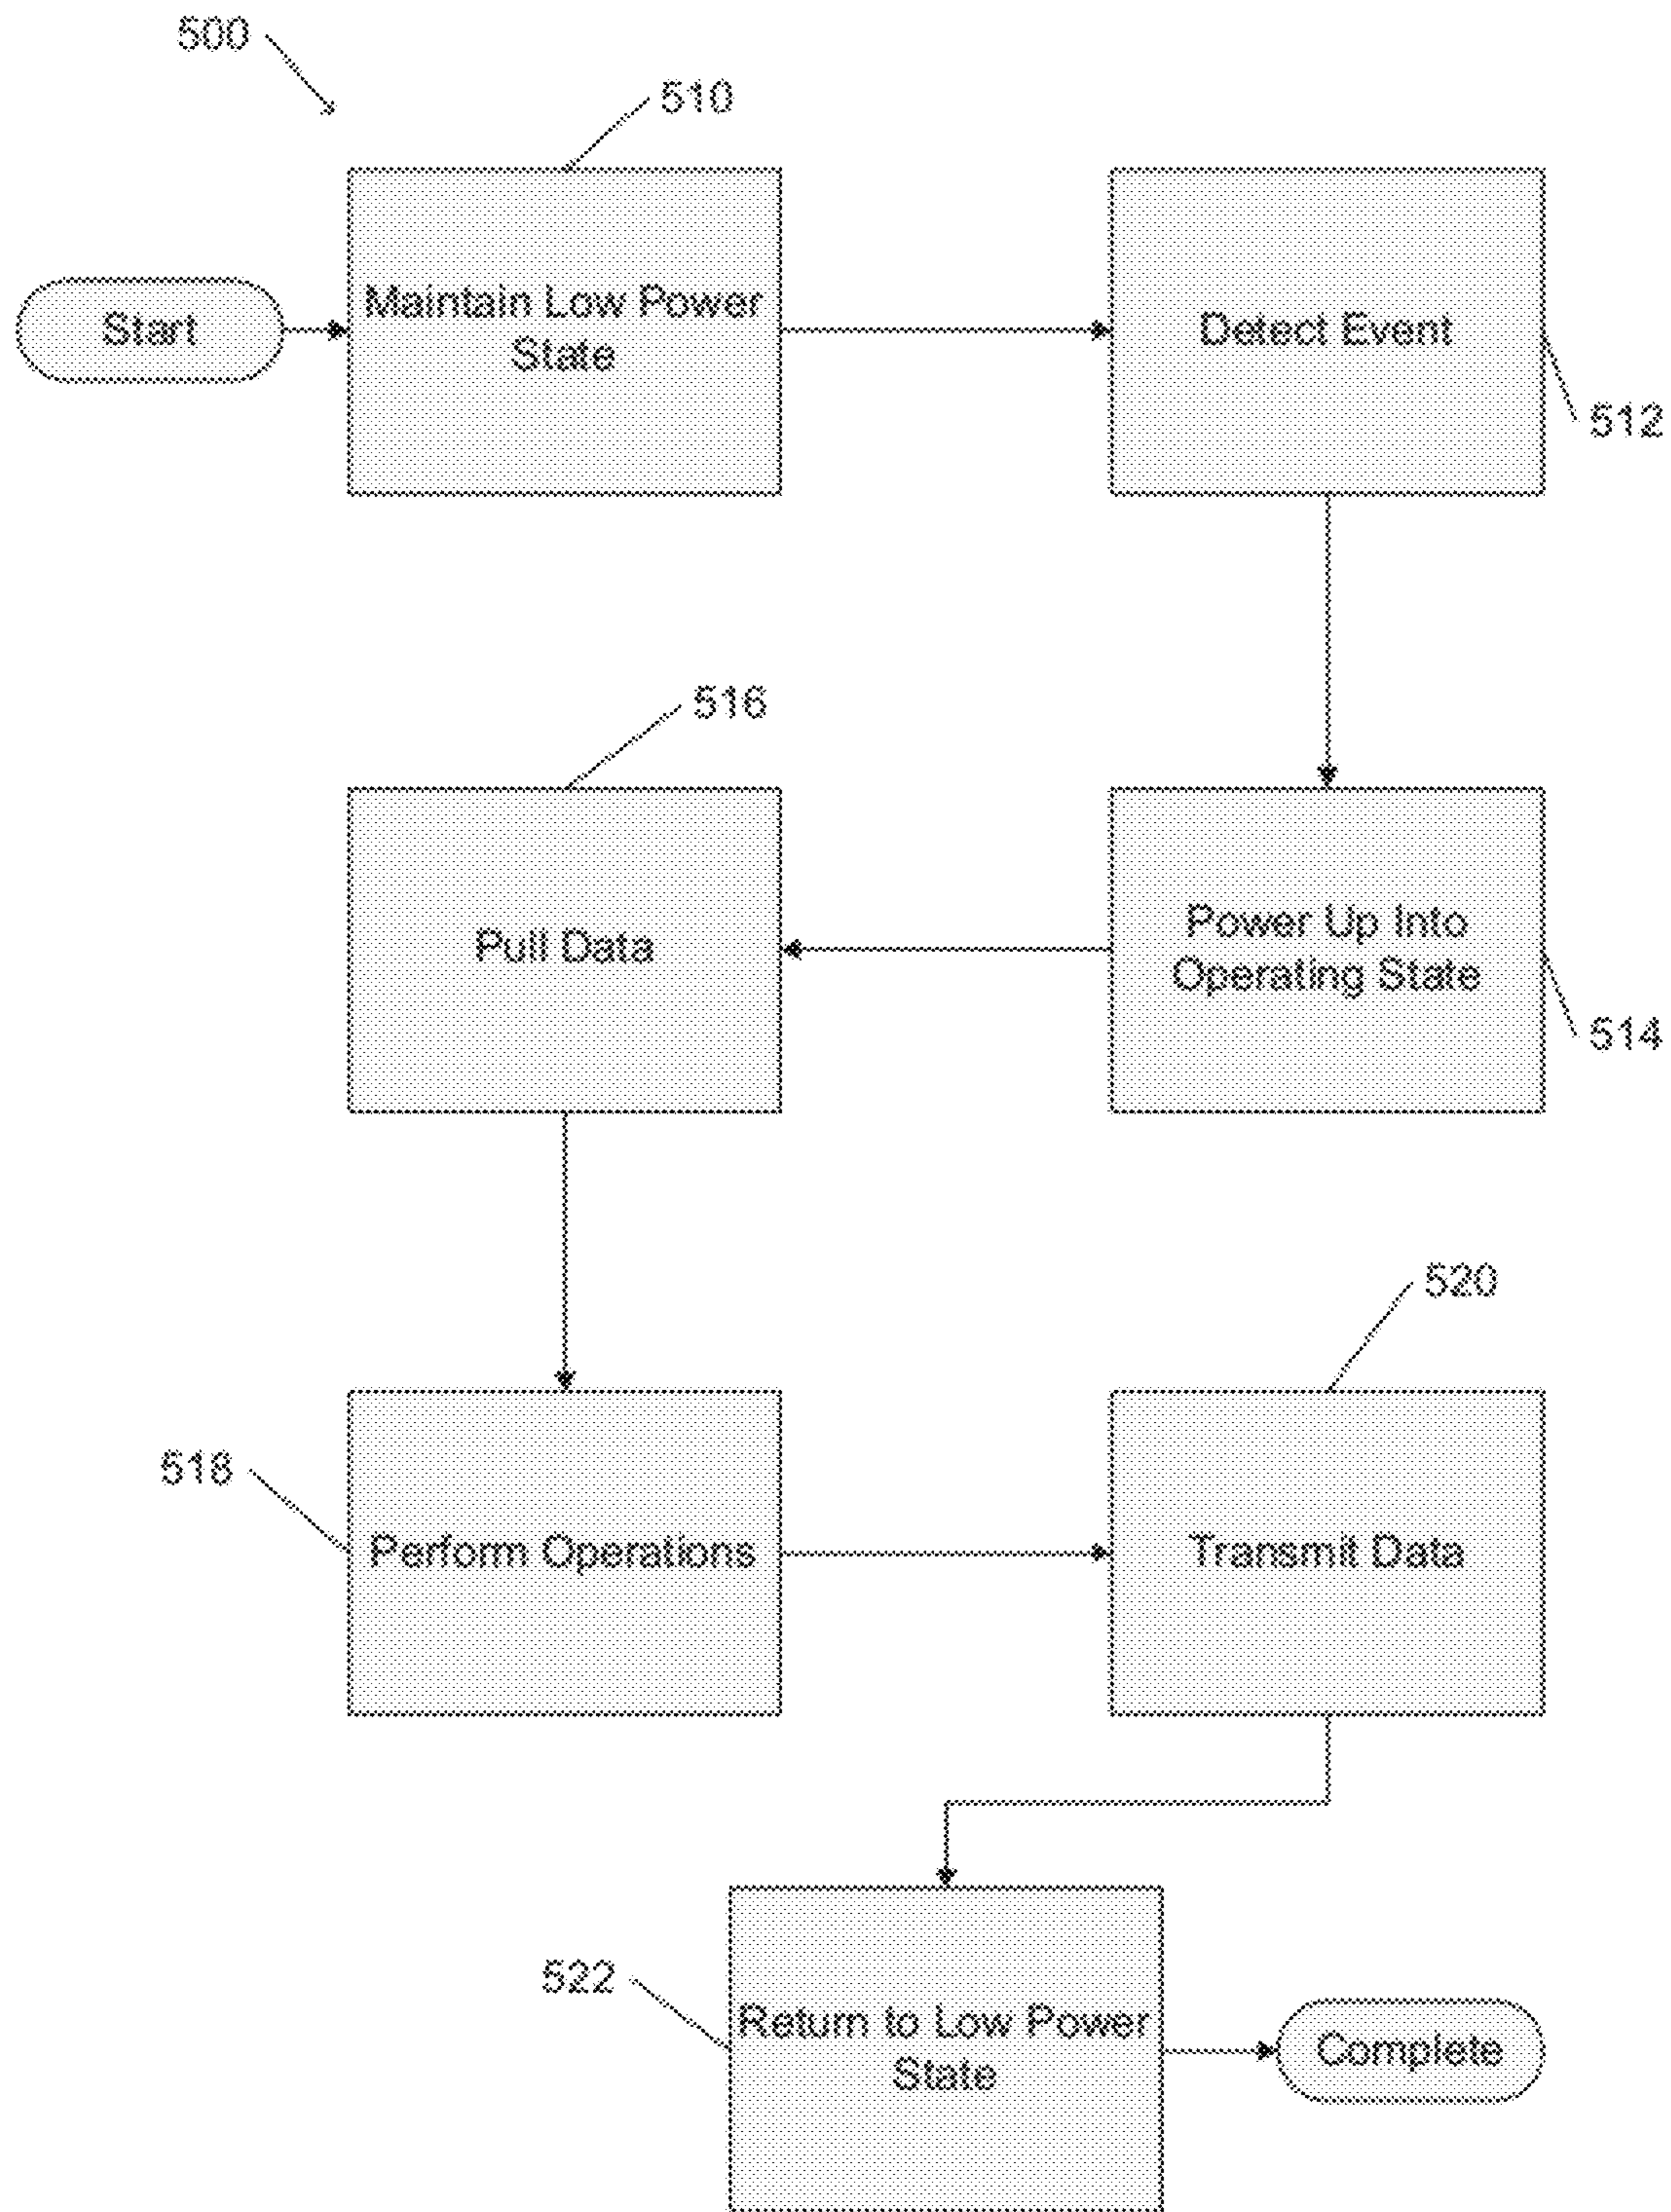 500
510
Start
Maintain Low Power
State
Detect Event
512
516
Pull Data
Power Up Into
Operating State
514
520
518
Perform Operations
Transmit Data
522
Return to Low Power
State
Complete